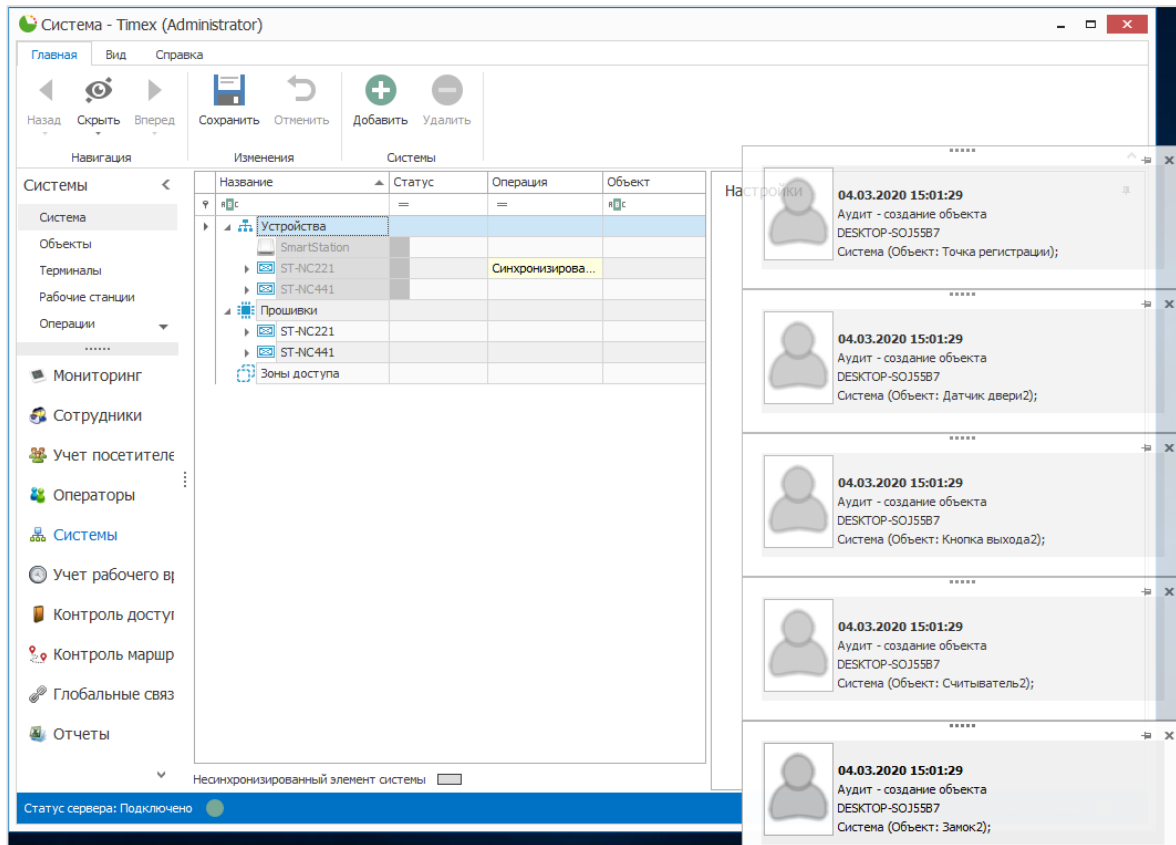 Система - Timex (Administrator)
Главная Вид Справка
Назад Скрыть Вперед Сохранить Отменить Добавить Удалить
Навигация Изменения Системы
Системы
Система
Объекты
Терминалы
Рабочие станции
Операции
Мониторинг
Сотрудники
Учет посетителе
Операторы
Системы
Учет рабочего вр
Контроль доступ
Контроль маршр
Глобальные связ
Отчеты
Название Статус Операция Объект
= =
Устройства
SmartStation
ST-NC221 Синхронизирова...
ST-NC441
Прошивки
ST-NC221
ST-NC441
Зоны доступа
Несинхронизированный элемент системы
Настройки
04.03.2020 15:01:29
Аудит - создание объекта
DESKTOP-SOJ55B7
Система (Объект: Точка регистрации);
04.03.2020 15:01:29
Аудит - создание объекта
DESKTOP-SOJ55B7
Система (Объект: Датчик двери2);
04.03.2020 15:01:29
Аудит - создание объекта
DESKTOP-SOJ55B7
Система (Объект: Кнопка выхода2);
04.03.2020 15:01:29
Аудит - создание объекта
DESKTOP-SOJ55B7
Система (Объект: Считыватель2);
04.03.2020 15:01:29
Аудит - создание объекта
DESKTOP-SOJ55B7
Система (Объект: Замок2);
Статус сервера: Подключено